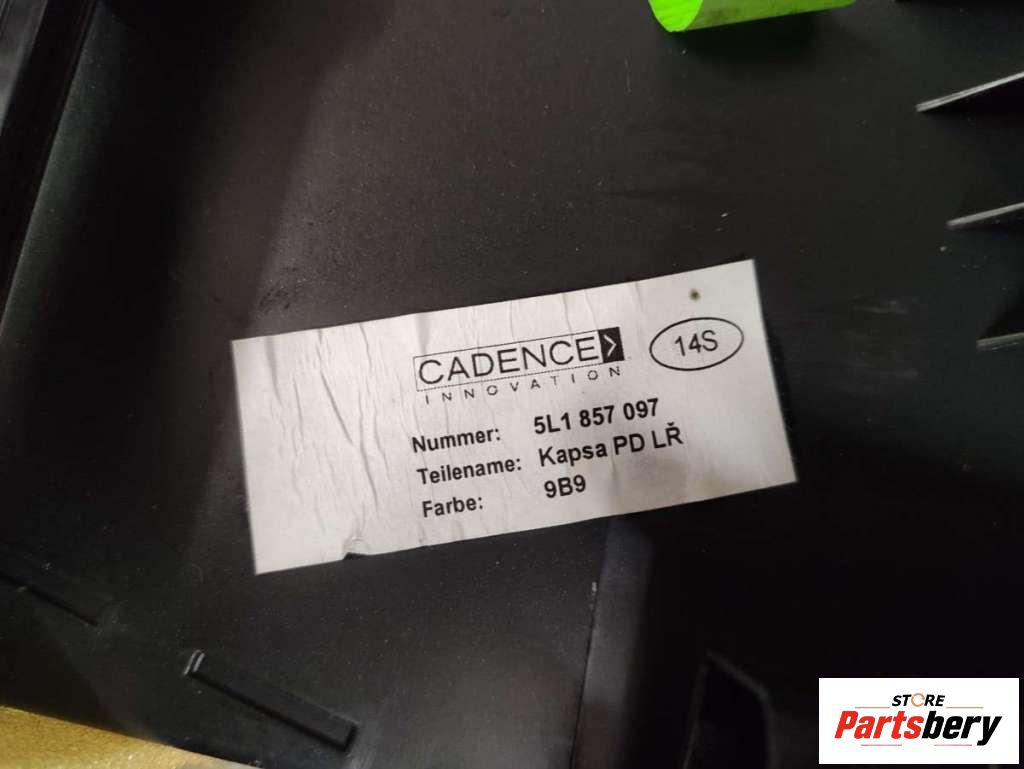 CADENCE
INNOVATION
14S
Nummer: 5L1 857 097
Teilename: Kapsa PD LŘ
Farbe: 9B9
STORE
Partsbery